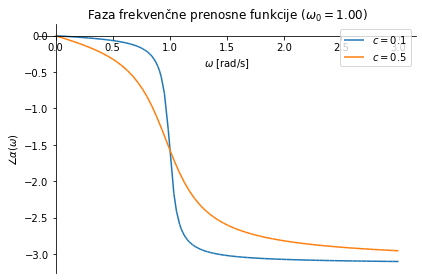 Faza frekvenčne prenosne funkcije (ω₀ = 1.00)
0.0
0.0 0.5 1.0 1.5 2.0 2.5 3.0
ω [rad/s]
c = 0.1
c = 0.5
−0.5
−1.0
−1.5
−2.0
−2.5
−3.0
∠α(ω)